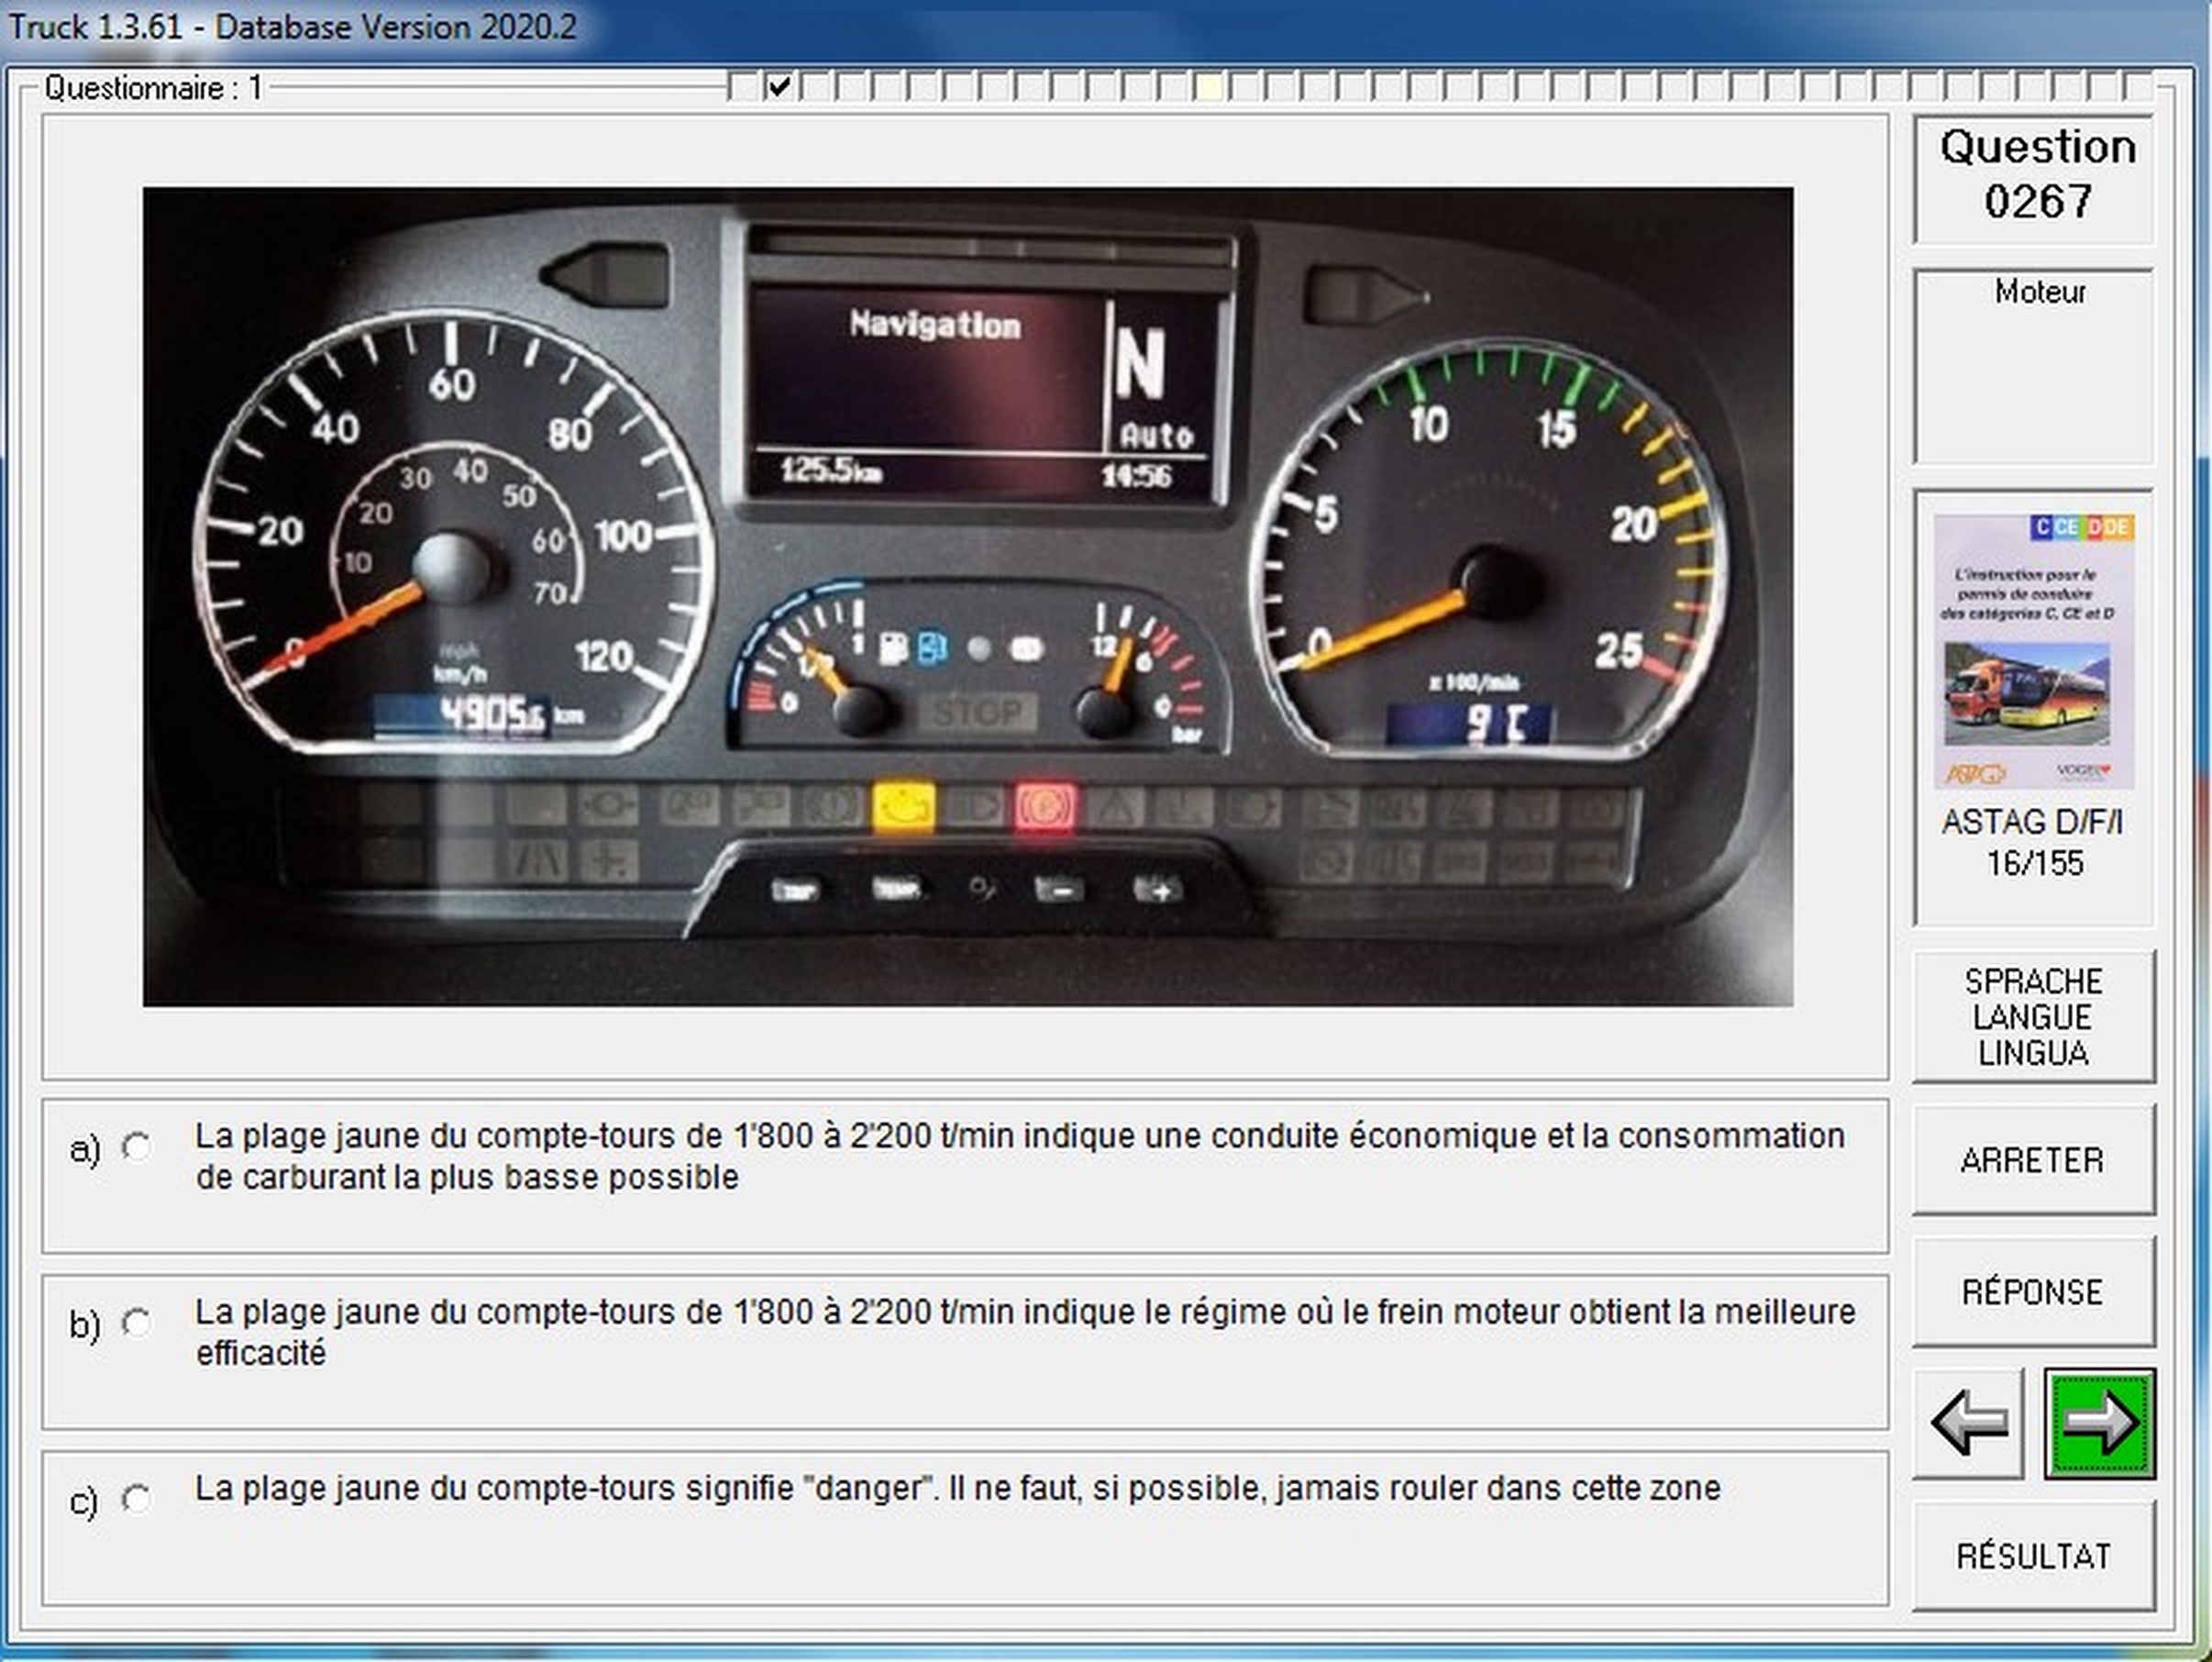 Truck 1.3.61 - Database Version 2020.2
Questionnaire : 1
Question
0267
Moteur
Navigation
N
Auto
125.5km
14:56
0
20
40
60
80
100
120
10
20
30
40
50
60
70
mph
km/h
4905.6 km
0
1/2
1
12
6
0
STOP
bar
0
5
10
15
20
25
x 100/min
9 C
C CE D DE
L'instruction pour le
permis de conduire
des catégories C, CE et D
ASTAG
VOGEL
ASTAG D/F/I
16/155
SPRACHE
LANGUE
LINGUA
ARRETER
RÉPONSE
RÉSULTAT
a) La plage jaune du compte-tours de 1'800 à 2'200 t/min indique une conduite économique et la consommation
de carburant la plus basse possible
b) La plage jaune du compte-tours de 1'800 à 2'200 t/min indique le régime où le frein moteur obtient la meilleure
efficacité
c) La plage jaune du compte-tours signifie "danger". Il ne faut, si possible, jamais rouler dans cette zone